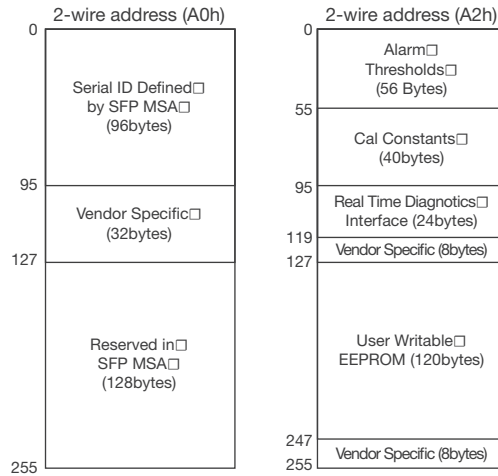 2-wire address (A0h)
0
Serial ID Defined□
by SFP MSA□
(96bytes)
95
Vendor Specific□
(32bytes)
127
Reserved in□
SFP MSA□
(128bytes)
255
2-wire address (A2h)
0
Alarm□
Thresholds□
(56 Bytes)
55
Cal Constants□
(40bytes)
95
Real Time Diagnotics□
Interface (24bytes)
119
Vendor Specific (8bytes)
127
User Writable□
EEPROM (120bytes)
247
Vendor Specific (8bytes)
255